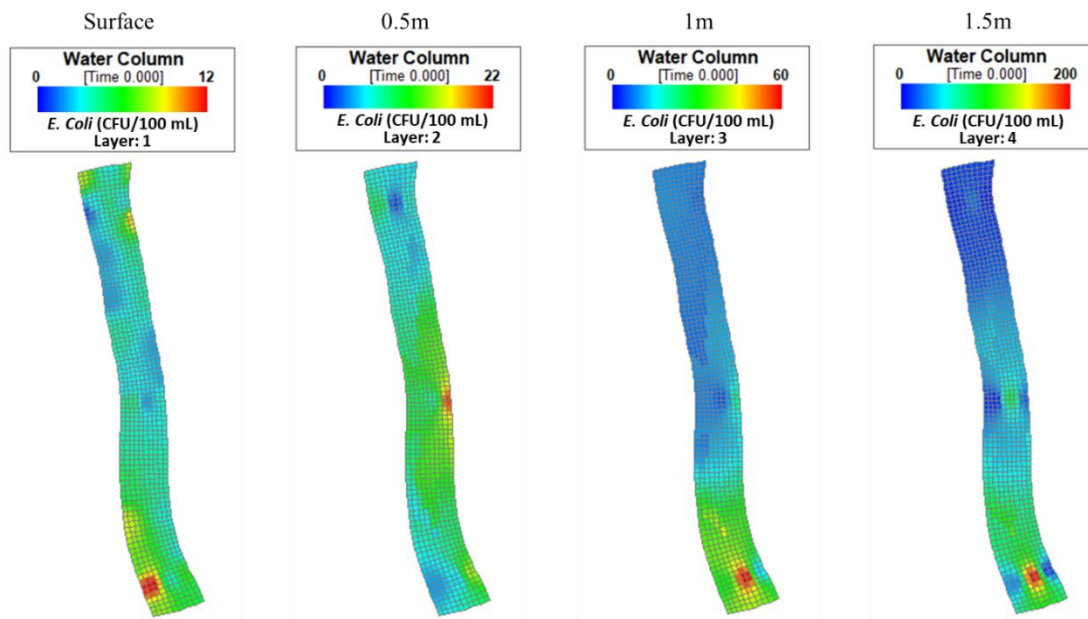 Surface
Water Column
0 [Time 0.000] 12
E. Coli (CFU/100 mL)
Layer: 1
0.5m
Water Column
0 [Time 0.000] 22
E. Coli (CFU/100 mL)
Layer: 2
1m
Water Column
0 [Time 0.000] 60
E. Coli (CFU/100 mL)
Layer: 3
1.5m
Water Column
0 [Time 0.000] 200
E. Coli (CFU/100 mL)
Layer: 4